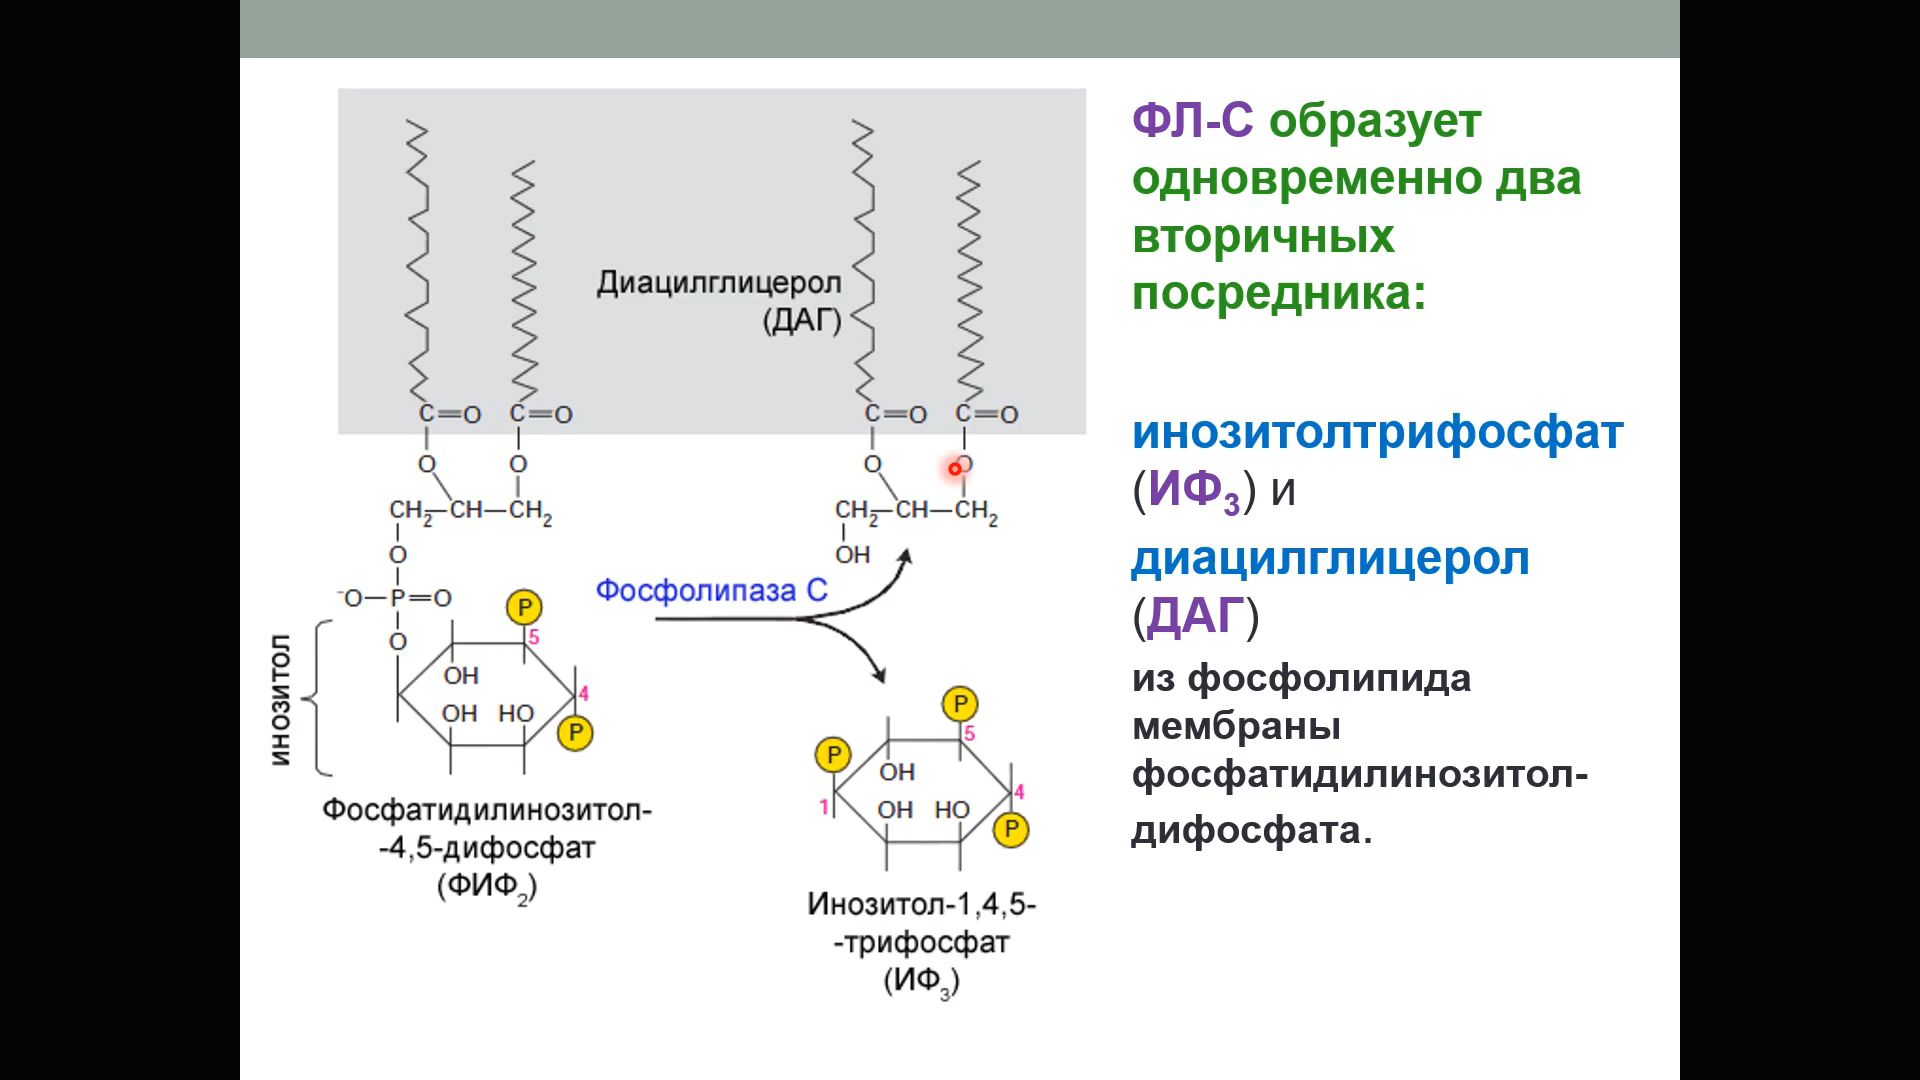 ФЛ-С образует
одновременно два
вторичных
посредника:
инозитолтрифосфат
(ИФ3) и
диацилглицерол
(ДАГ)
из фосфолипида
мембраны
фосфатидилинозитол-
дифосфата.
Диацилглицерол
(ДАГ)
C=O C=O
C=O C=O
O O
O O
CH2—CH—CH2
CH2—CH—CH2
O
OH
Фосфолипаза С
⁻O—P=O
O
инозитол
P
5
OH
4
OH HO
P
Фосфатидилинозитол-
-4,5-дифосфат
(ФИФ2)
P
5
P
OH
1
4
OH HO
P
Инозитол-1,4,5-
-трифосфат
(ИФ3)